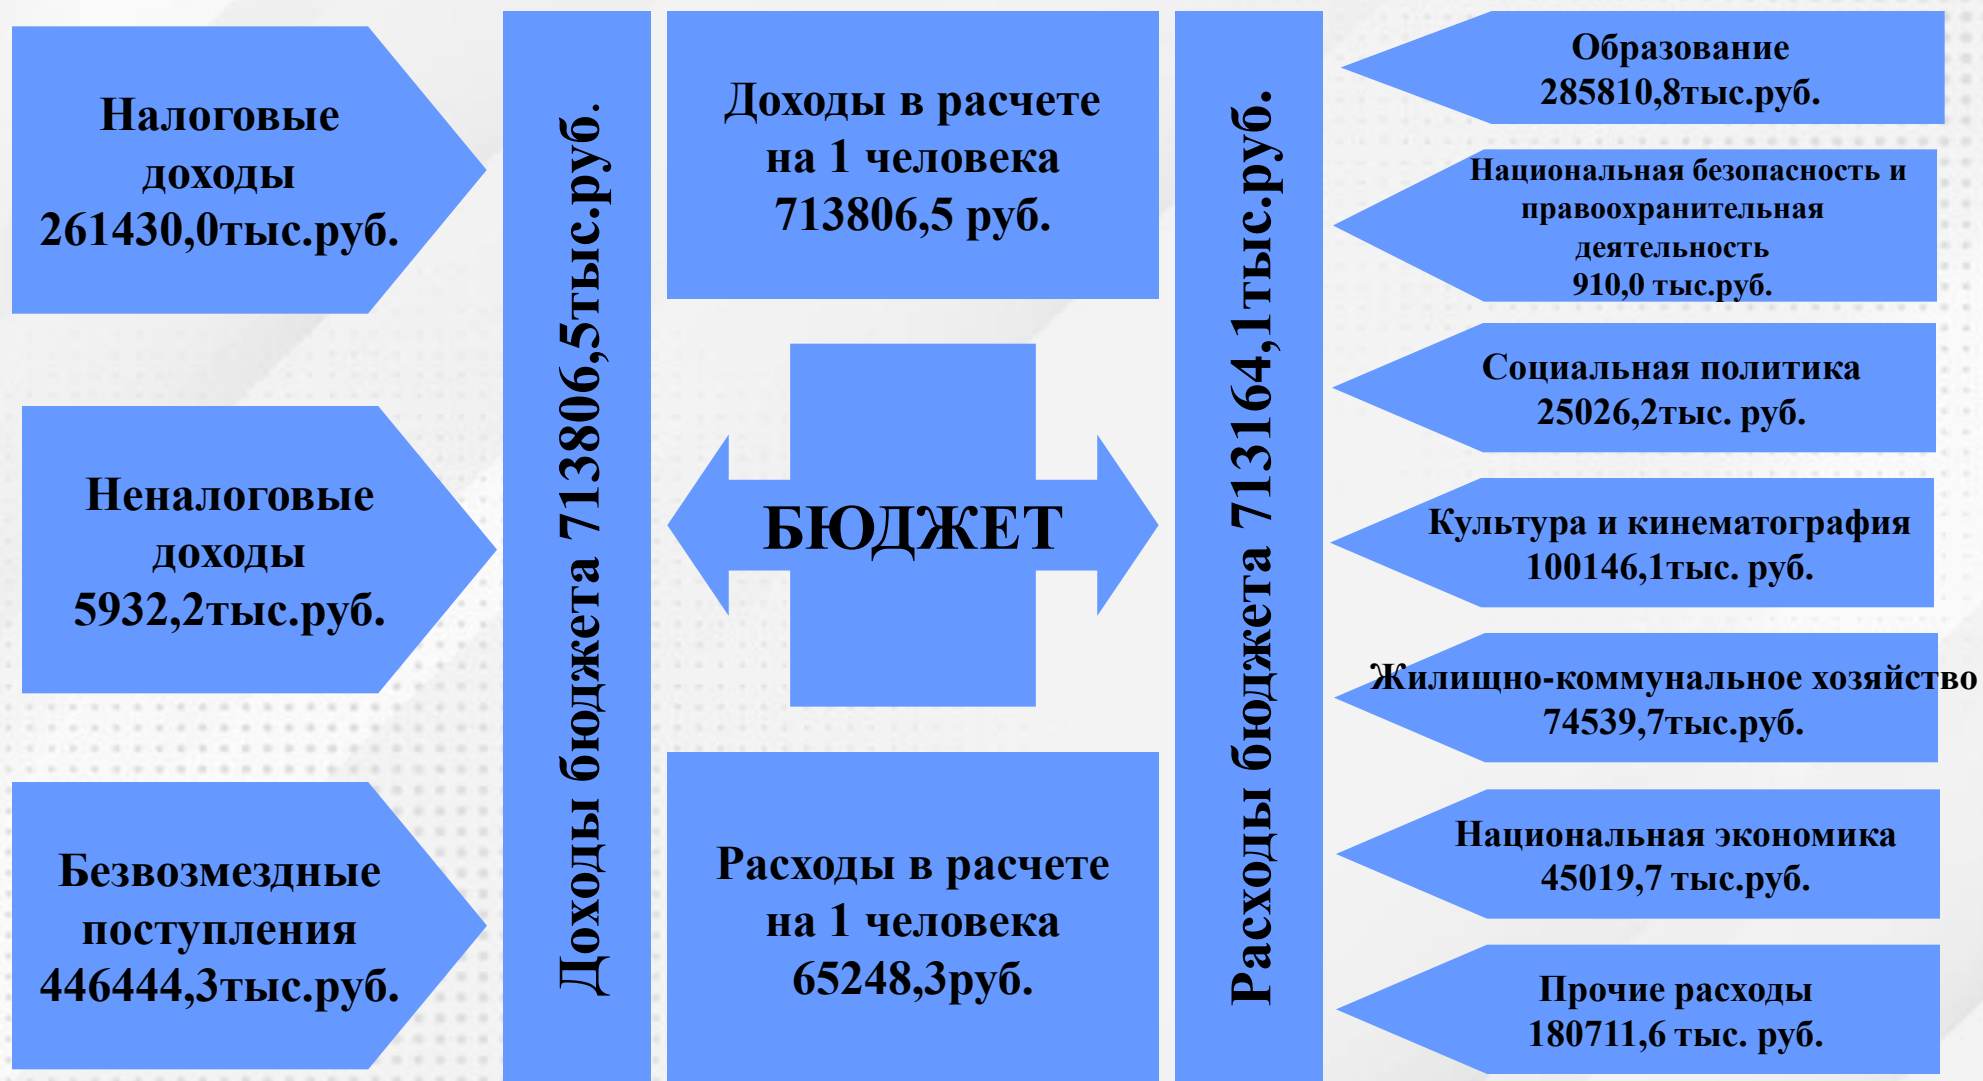 Налоговые
доходы
261430,0тыс.руб.
Неналоговые
доходы
5932,2тыс.руб.
Безвозмездные
поступления
446444,3тыс.руб.
Доходы бюджета 713806,5тыс.руб.
Доходы в расчете
на 1 человека
713806,5 руб.
БЮДЖЕТ
Расходы в расчете
на 1 человека
65248,3руб.
Расходы бюджета 713164,1тыс.руб.
Образование
285810,8тыс.руб.
Национальная безопасность и
правоохранительная
деятельность
910,0 тыс.руб.
Социальная политика
25026,2тыс. руб.
Культура и кинематография
100146,1тыс. руб.
Жилищно-коммунальное хозяйство
74539,7тыс.руб.
Национальная экономика
45019,7 тыс.руб.
Прочие расходы
180711,6 тыс. руб.